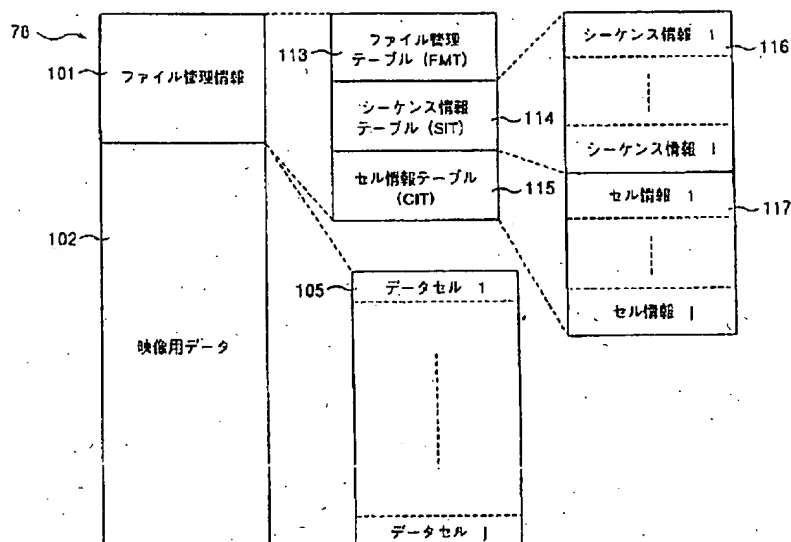 78
101
ファイル管理情報
102
映像用データ
113
ファイル管理
テーブル (FMT)
シーケンス情報
テーブル (SIT)
114
セル情報テーブル
(CIT)
115
105
データセル 1
データセル j
シーケンス情報 1
116
シーケンス情報 i
セル情報 1
117
セル情報 j